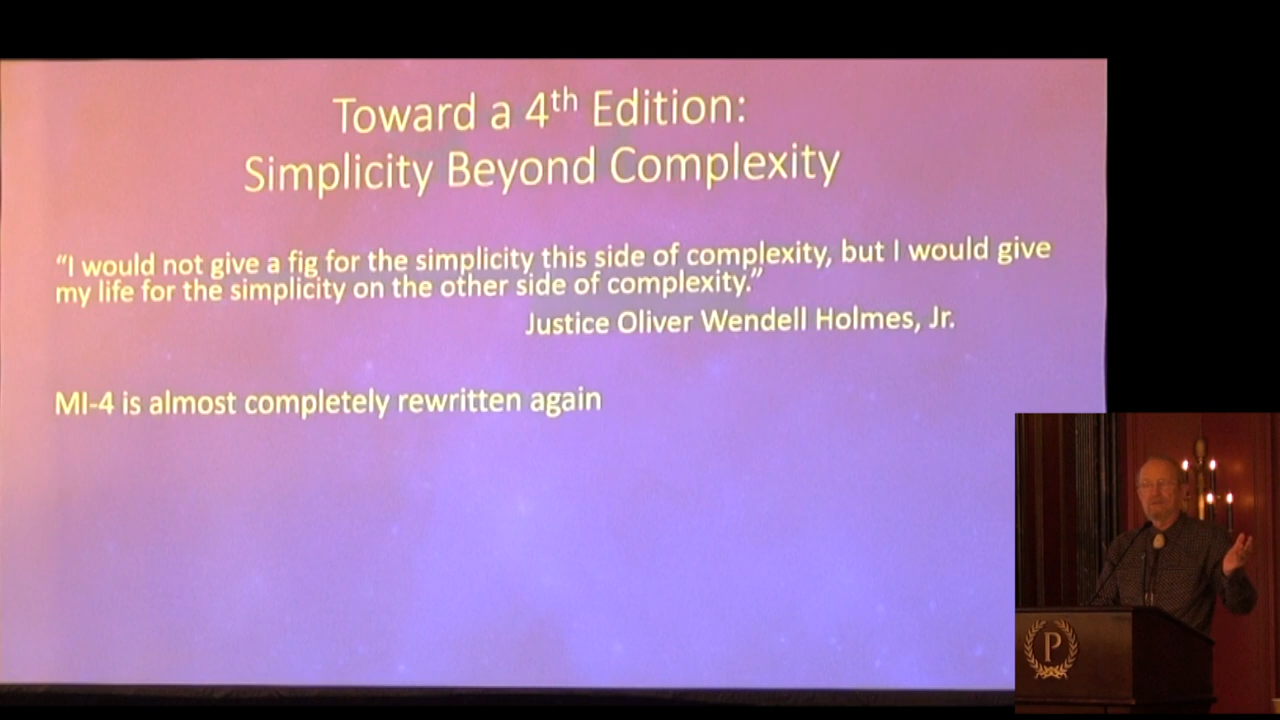 Toward a 4th Edition:
Simplicity Beyond Complexity
“I would not give a fig for the simplicity this side of complexity, but I would give
my life for the simplicity on the other side of complexity.”
Justice Oliver Wendell Holmes, Jr.
MI-4 is almost completely rewritten again
P